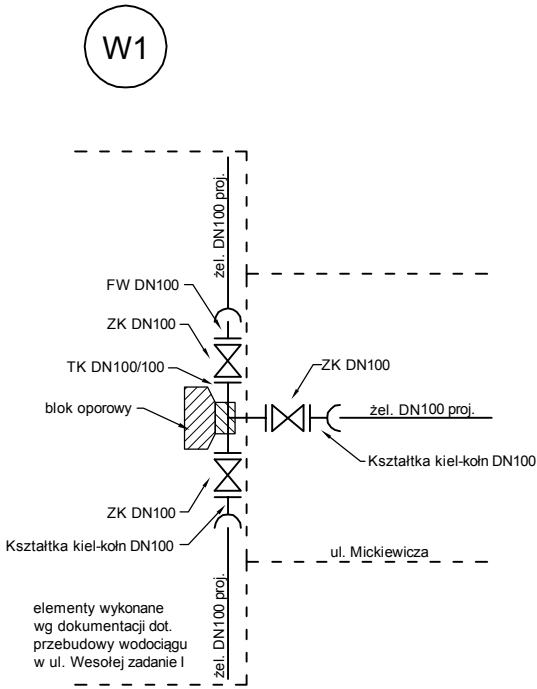 W1
żel. DN100 proj.
FW DN100
ZK DN100
TK DN100/100
ZK DN100
blok oporowy
żel. DN100 proj.
Kształtka kiel-kołn DN100
ZK DN100
Kształtka kiel-kołn DN100
ul. Mickiewicza
żel. DN100 proj.
elementy wykonane
wg dokumentacji dot.
przebudowy wodociągu
w ul. Wesołej zadanie I